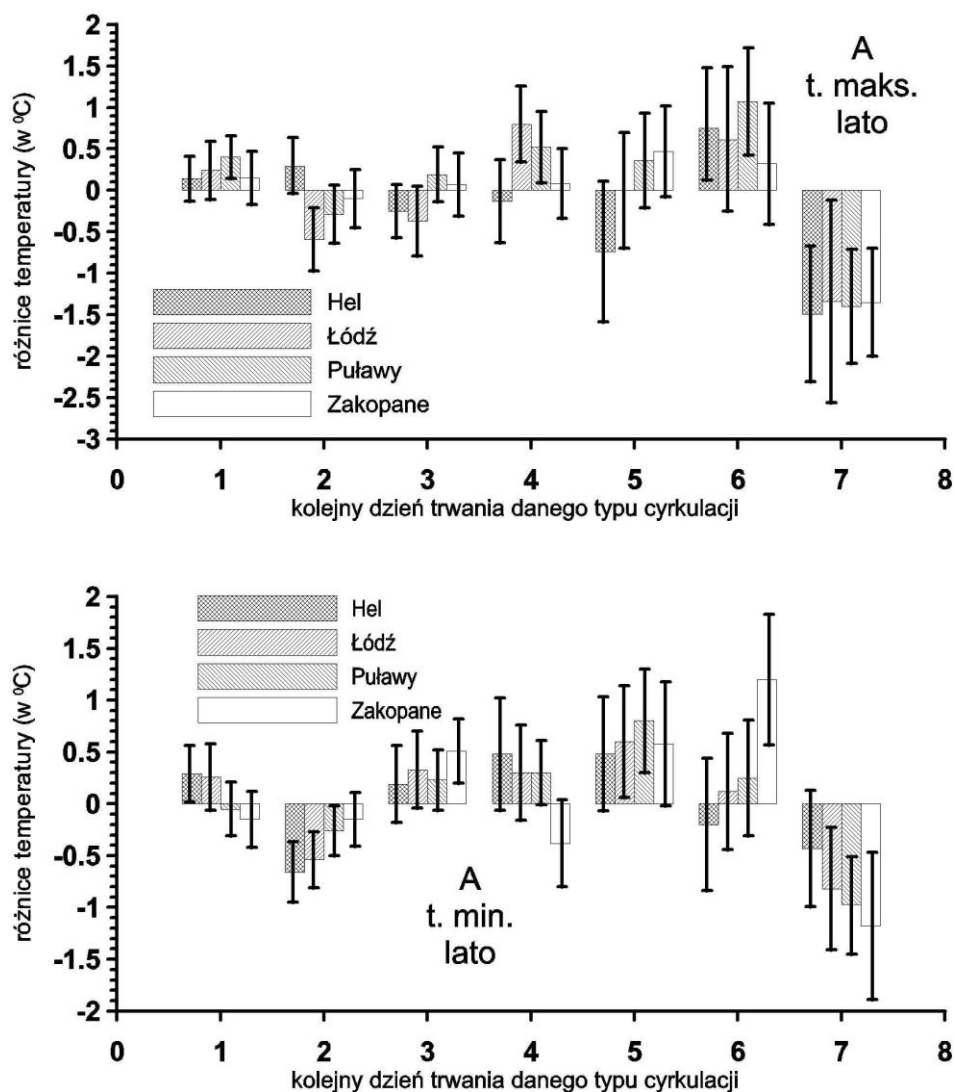 2
1.5
1
0.5
0
-0.5
-1
-1.5
-2
-2.5
-3
różnice temperatury (w ºC)
A
t. maks.
lato
Hel
Łódź
Puławy
Zakopane
0 1 2 3 4 5 6 7 8
kolejny dzień trwania danego typu cyrkulacji
2
1.5
1
0.5
0
-0.5
-1
-1.5
-2
różnice temperatury (w ºC)
Hel
Łódź
Puławy
Zakopane
A
t. min.
lato
0 1 2 3 4 5 6 7 8
kolejny dzień trwania danego typu cyrkulacji